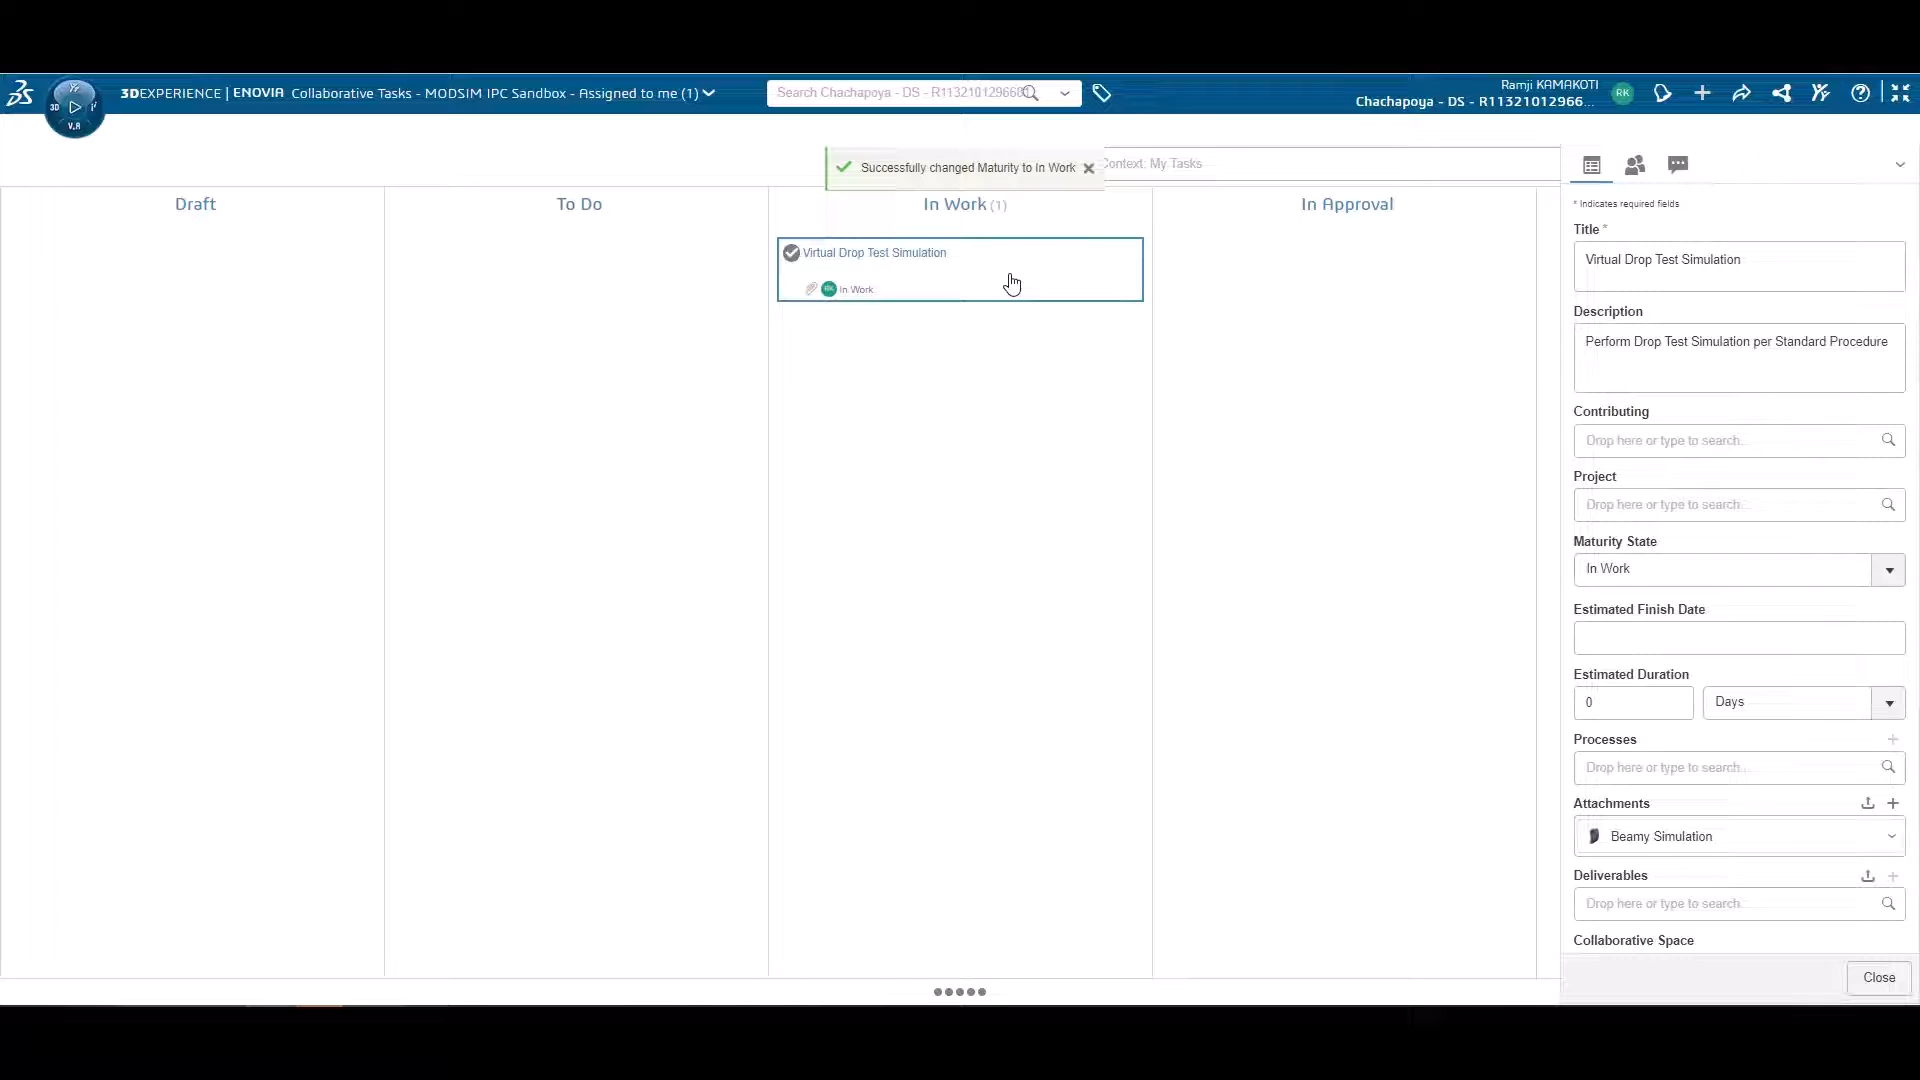 3DEXPERIENCE | ENOVIA Collaborative Tasks - MODSIM IPC Sandbox - Assigned to me (1)
Search Chachapoya - DS - R1132101296681
Ramji KAMAKOTI
Chachapoya - DS - R11321012966...
RK
3D
V.R
Successfully changed Maturity to In Work
Context: My Tasks
Draft
To Do
In Work (1)
In Approval
Virtual Drop Test Simulation
RK In Work
* Indicates required fields
Title *
Virtual Drop Test Simulation
Description
Perform Drop Test Simulation per Standard Procedure
Contributing
Drop here or type to search...
Project
Drop here or type to search...
Maturity State
In Work
Estimated Finish Date
Estimated Duration
0
Days
Processes
Drop here or type to search...
Attachments
Beamy Simulation
Deliverables
Drop here or type to search...
Collaborative Space
Close